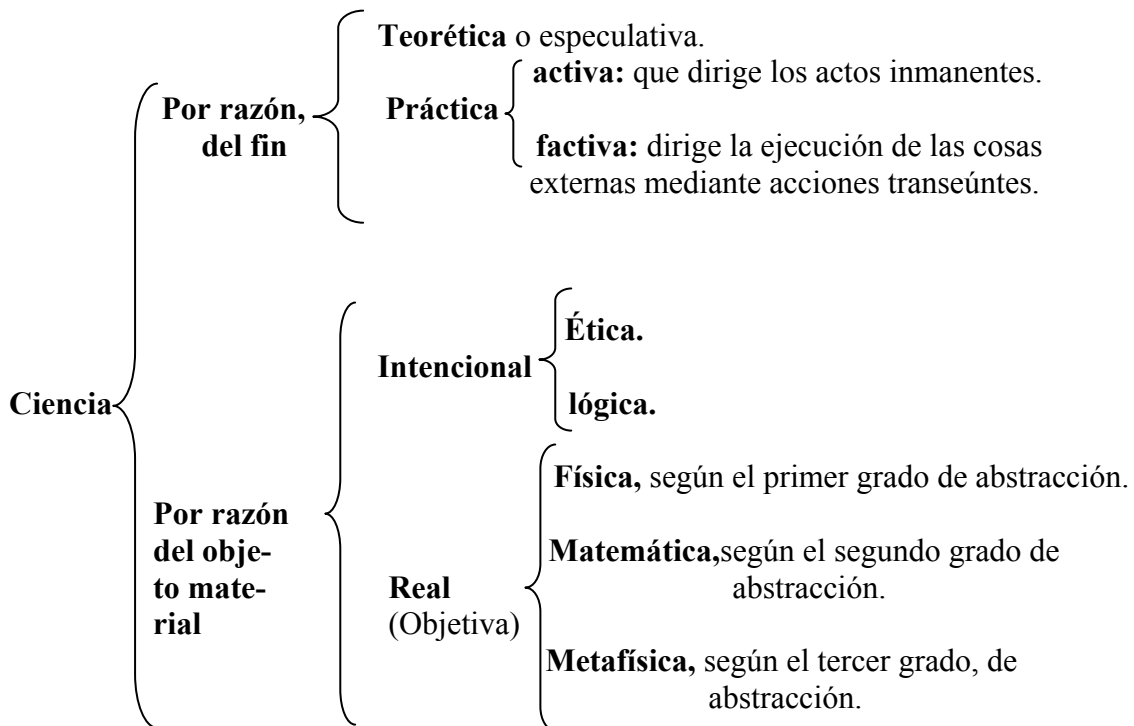 Teorética o especulativa.
activa: que dirige los actos inmanentes.
Por razón,
del fin
Práctica
factiva: dirige la ejecución de las cosas
externas mediante acciones transeúntes.
Ética.
Intencional
lógica.
Ciencia
Física, según el primer grado de abstracción.
Por razón
del obje-
to mate-
rial
Matemática,según el segundo grado de
abstracción.
Real
(Objetiva)
Metafísica, según el tercer grado, de
abstracción.